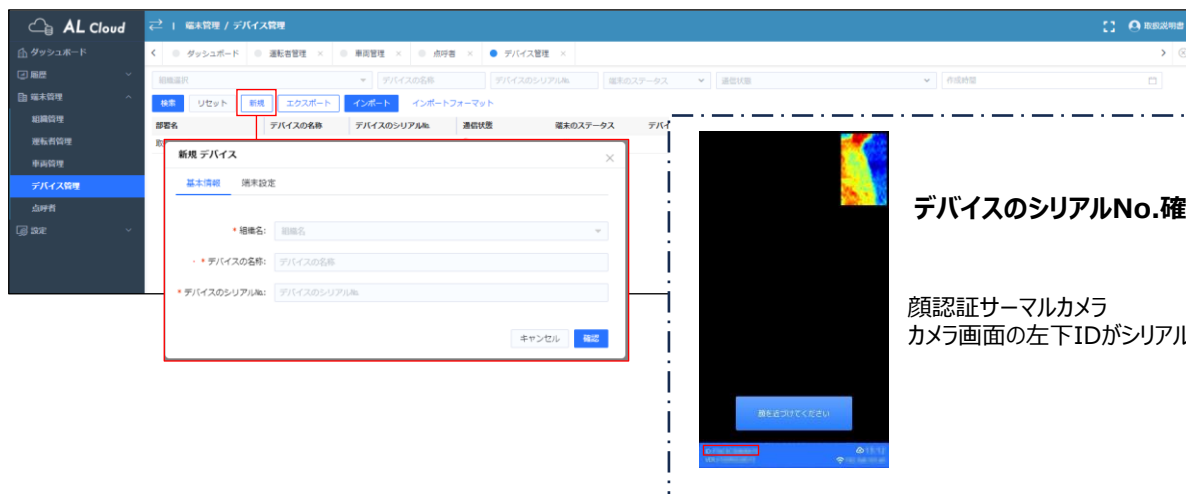 AL Cloud
端末管理 / デバイス管理
取扱説明書
ダッシュボード
履歴
端末管理
組織管理
運転者管理
車両管理
デバイス管理
点呼者
設定
ダッシュボード × 運転者管理 × 車両管理 × 点呼者 × デバイス管理 ×
組織選択 デバイスの名称 デバイスのシリアル№ 端末のステータス 通信状態 作成時間
検索 リセット 新規 エクスポート インポート インポートフォーマット
部署名 デバイスの名称 デバイスのシリアル№ 通信状態 端末のステータス デバイ
取
新規 デバイス
基本情報 端末設定
* 組織名: 組織名
* デバイスの名称: デバイスの名称
* デバイスのシリアル№: デバイスのシリアル№
キャンセル 確認
顔を近づけてください
デバイスのシリアルNo.確
顔認証サーマルカメラ
カメラ画面の左下IDがシリアル